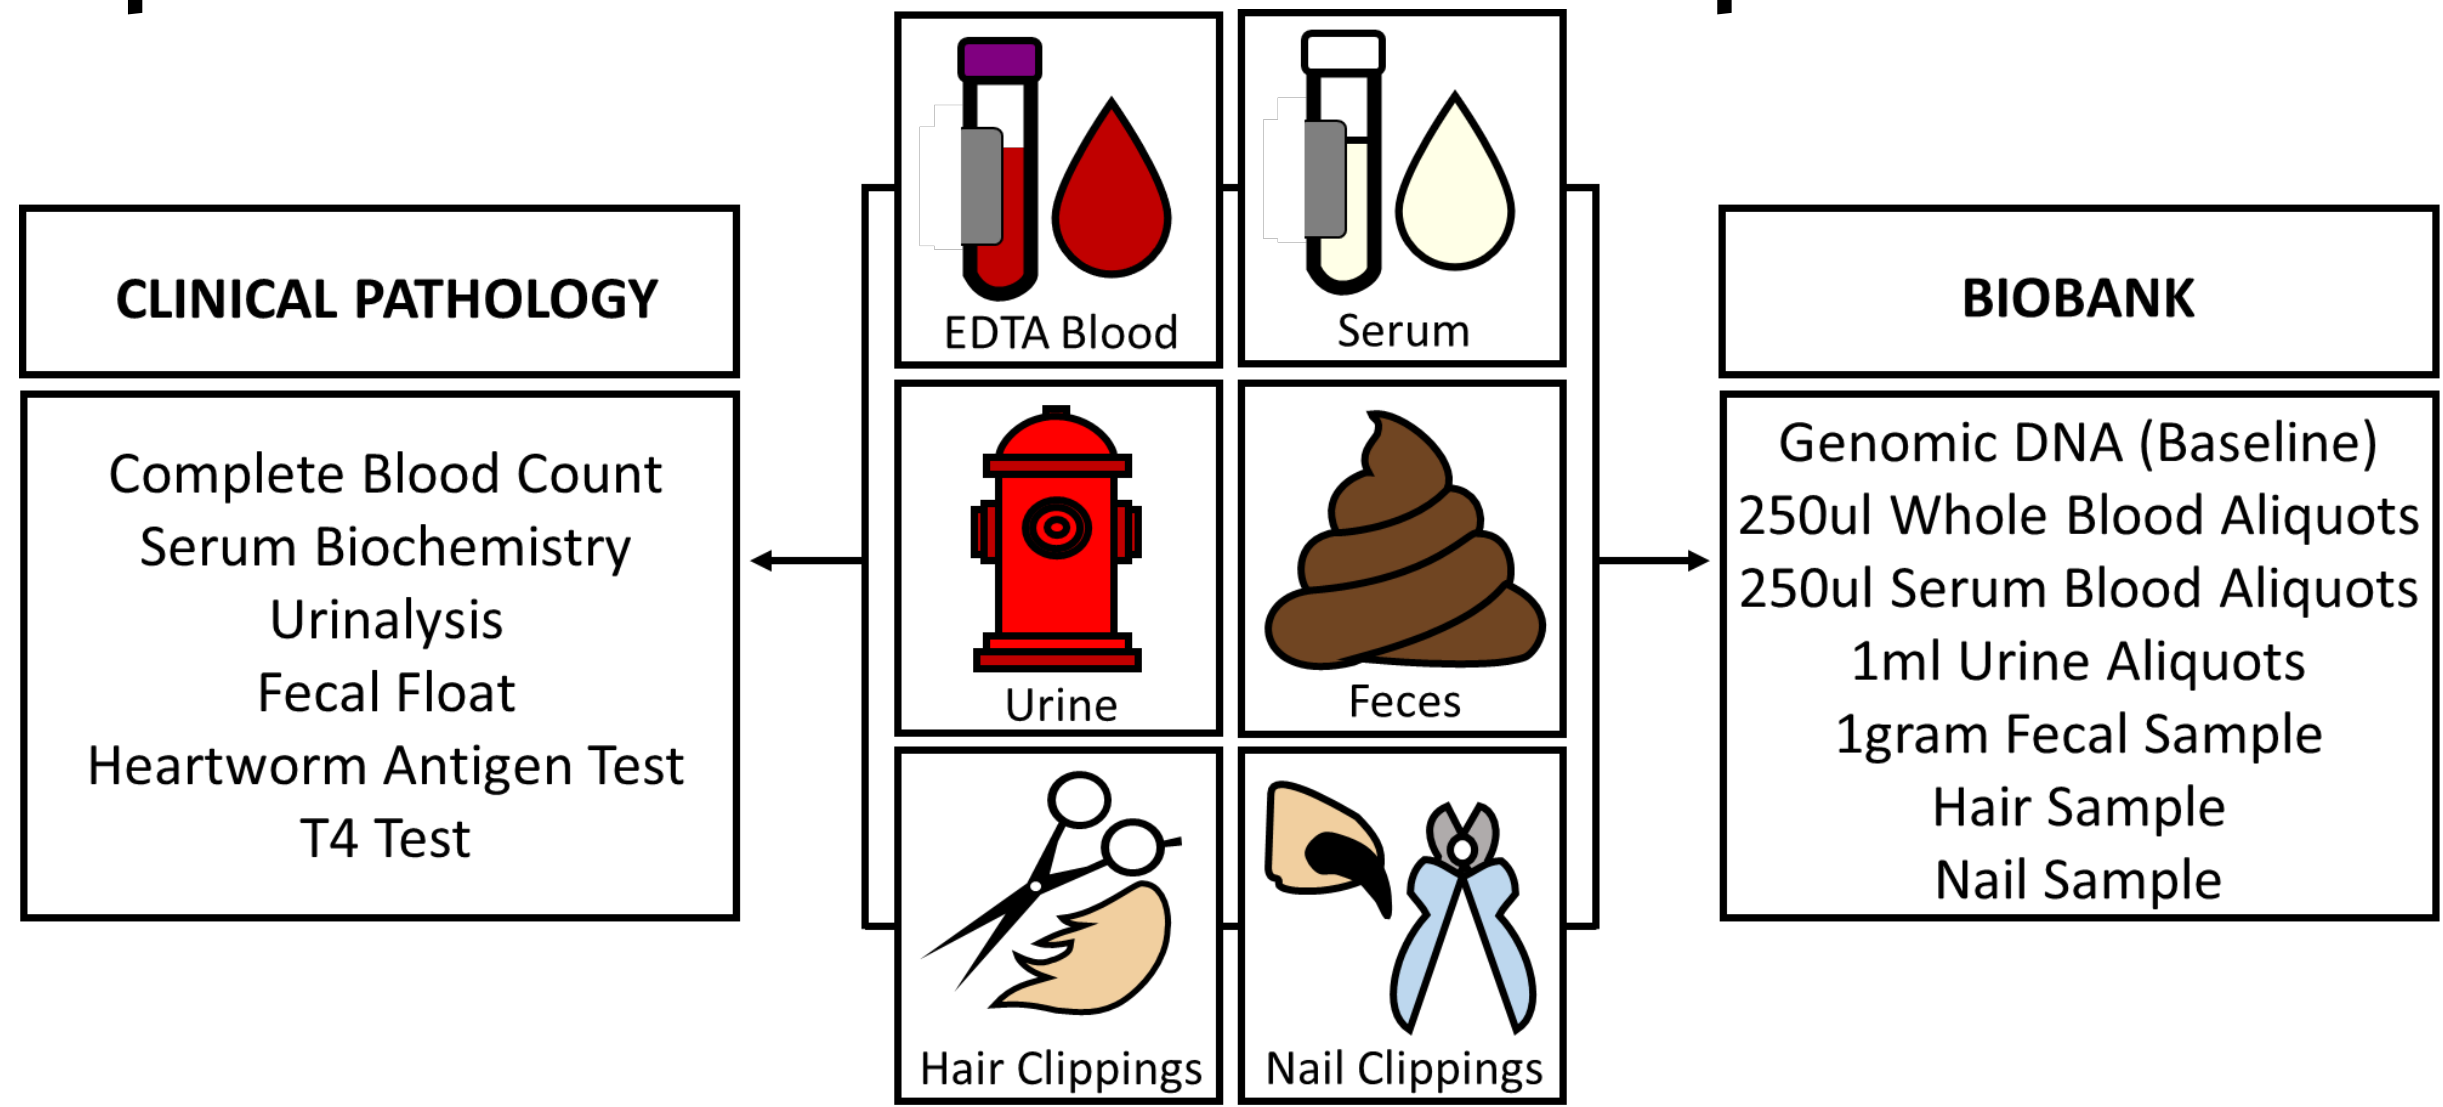 CLINICAL PATHOLOGY
Complete Blood Count
Serum Biochemistry
Urinalysis
Fecal Float
Heartworm Antigen Test
T4 Test
EDTA Blood
Serum
Urine
Feces
Hair Clippings
Nail Clippings
BIOBANK
Genomic DNA (Baseline)
250ul Whole Blood Aliquots
250ul Serum Blood Aliquots
1ml Urine Aliquots
1gram Fecal Sample
Hair Sample
Nail Sample